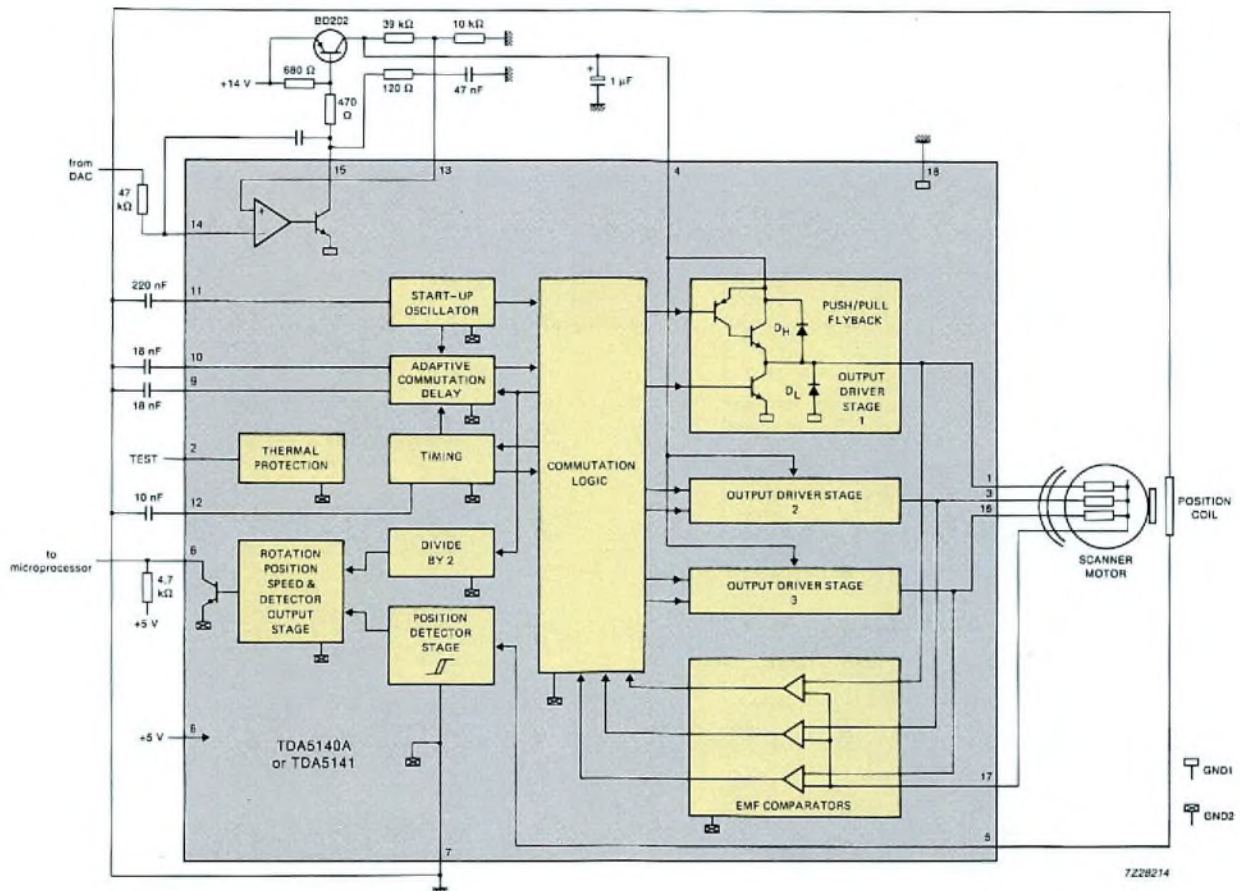 BD202
39 kΩ
10 kΩ
680 Ω
+14 V
120 Ω
47 nF
+
1 µF
470
Ω
from
DAC
47
kΩ
15
13
4
18
14
+
220 nF
11
START-UP
OSCILLATOR
PUSH/PULL
FLYBACK
DH
18 nF
10
9
18 nF
ADAPTIVE
COMMUTATION
DELAY
OUTPUT
DRIVER
STAGE
1
DL
TEST
2
THERMAL
PROTECTION
TIMING
COMMUTATION
LOGIC
10 nF
12
OUTPUT DRIVER STAGE
2
1
3
16
POSITION
COIL
SCANNER
MOTOR
to
microprocessor
6
4.7
kΩ
+5 V
ROTATION
POSITION
SPEED &
DETECTOR
OUTPUT
STAGE
DIVIDE
BY 2
OUTPUT DRIVER STAGE
3
POSITION
DETECTOR
STAGE
+5 V
TDA5140A
or TDA5141
17
EMF COMPARATORS
GND1
GND2
7
5
7Z28214